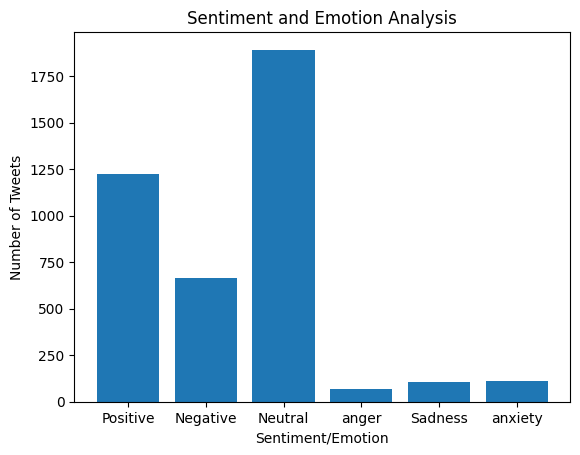 Sentiment and Emotion Analysis
Number of Tweets
1750
1500
1250
1000
750
500
250
0
Positive Negative Neutral anger Sadness anxiety
Sentiment/Emotion